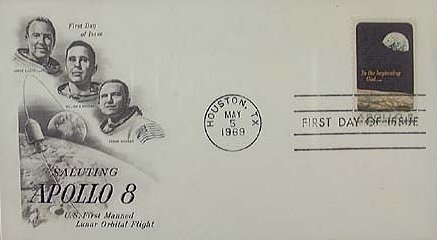 First Day
of Issue
SALUTING
APOLLO 8
U.S. First Manned
Lunar Orbital Flight
HOUSTON, TX
MAY
5
1969
In the beginning
God...
FIRST DAY OF ISSUE